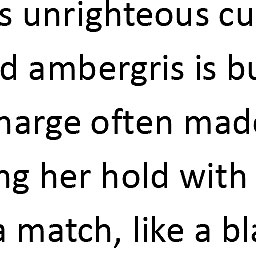 s unrighteous cu
d ambergris is bu
harge often made
ng her hold with
a match, like a bla